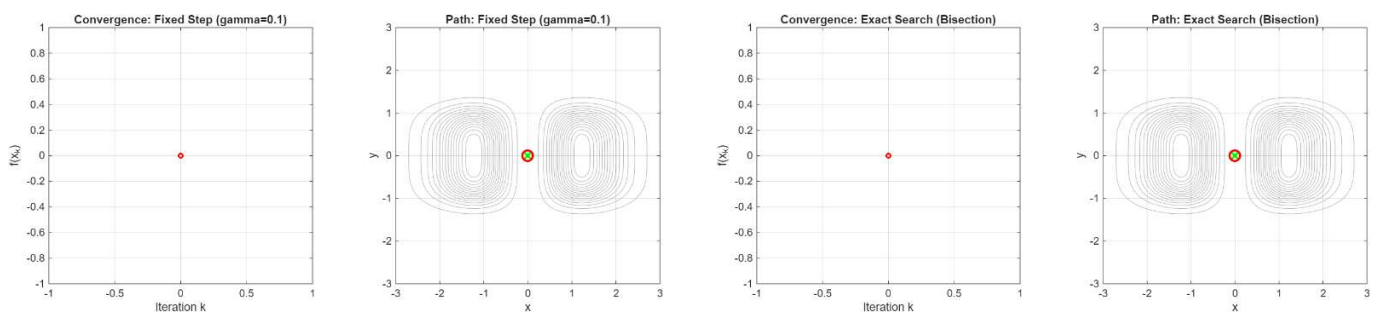 Convergence: Fixed Step (gamma=0.1)
1
0.8
0.6
0.4
0.2
0
-0.2
-0.4
-0.6
-0.8
-1
f(x_k)
-1 -0.5 0 0.5 1
Iteration k
Path: Fixed Step (gamma=0.1)
3
2
1
0
-1
-2
-3
y
-3 -2 -1 0 1 2 3
x
Convergence: Exact Search (Bisection)
1
0.8
0.6
0.4
0.2
0
-0.2
-0.4
-0.6
-0.8
-1
f(x_k)
-1 -0.5 0 0.5 1
Iteration k
Path: Exact Search (Bisection)
3
2
1
0
-1
-2
-3
y
-3 -2 -1 0 1 2 3
x